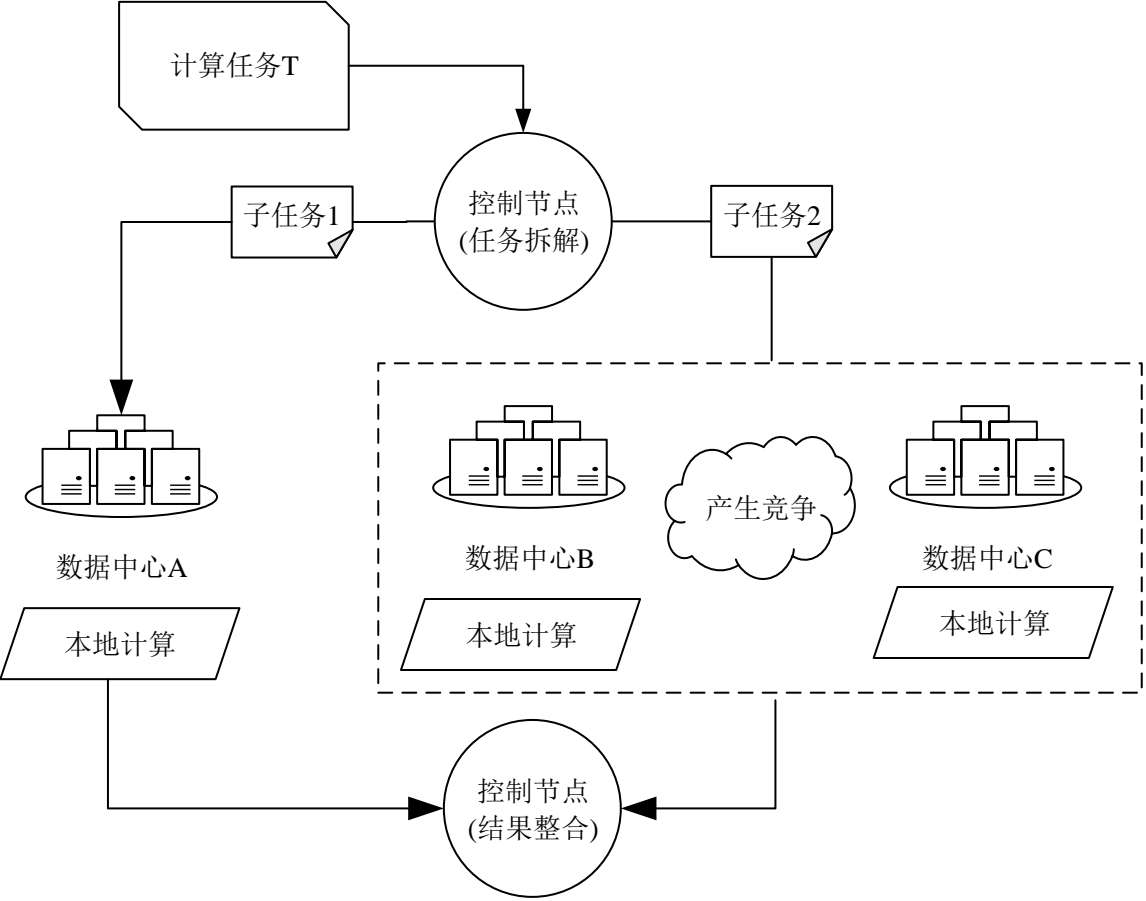 计算任务T
控制节点
(任务拆解)
子任务1
子任务2
产生竞争
数据中心A
数据中心B
数据中心C
本地计算
本地计算
本地计算
控制节点
(结果整合)